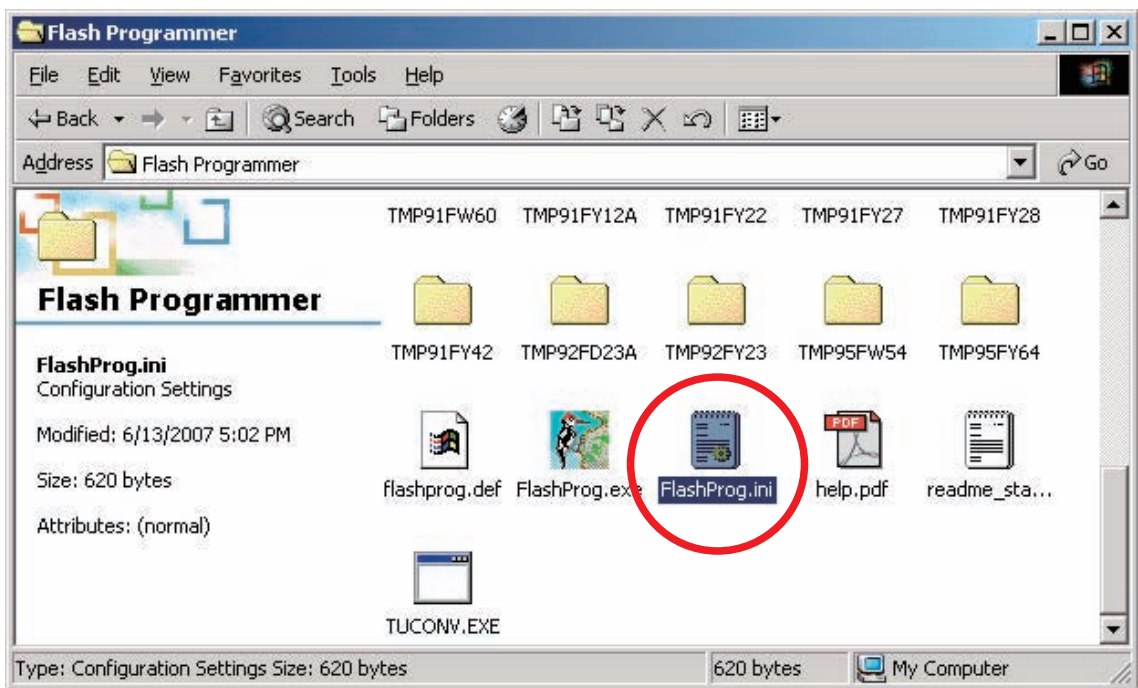 Flash Programmer
File Edit View Favorites Tools Help
Back Search Folders
Address Flash Programmer Go
TMP91FW60 TMP91FY12A TMP91FY22 TMP91FY27 TMP91FY28
Flash Programmer
TMP91FY42 TMP92FD23A TMP92FY23 TMP95FW54 TMP95FY64
FlashProg.ini
Configuration Settings
Modified: 6/13/2007 5:02 PM
Size: 620 bytes
Attributes: (normal)
PDF
flashprog.def FlashProg.exe FlashProg.ini help.pdf readme_sta...
TUCONV.EXE
Type: Configuration Settings Size: 620 bytes 620 bytes My Computer